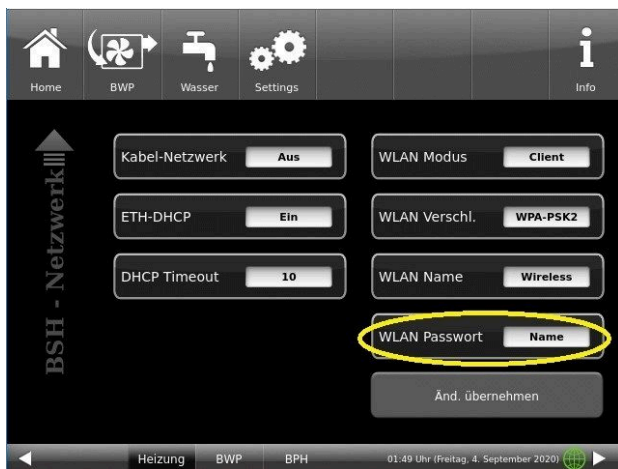 Home BWP Wasser Settings Info
BSH - Netzwerk
Kabel-Netzwerk Aus
WLAN Modus Client
ETH-DHCP Ein
WLAN Verschl. WPA-PSK2
DHCP Timeout 10
WLAN Name Wireless
WLAN Passwort Name
Änd. übernehmen
Heizung BWP BPH 01:49 Uhr (Freitag, 4. September 2020)